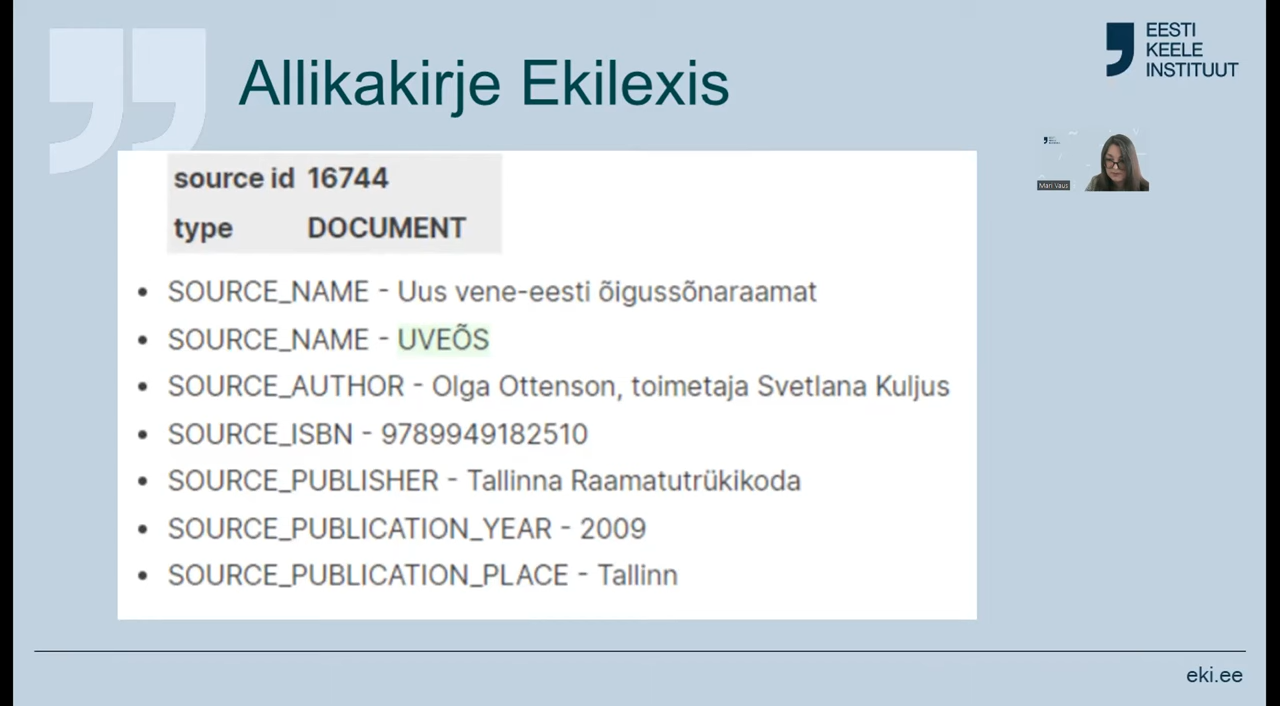 Allikakirje Ekilexis
EESTI
KEELE
INSTITUUT
Mari Vaus
source id 16744
type DOCUMENT
• SOURCE_NAME - Uus vene-eesti õigussõnaraamat
• SOURCE_NAME - UVEÕS
• SOURCE_AUTHOR - Olga Ottenson, toimetaja Svetlana Kuljus
• SOURCE_ISBN - 9789949182510
• SOURCE_PUBLISHER - Tallinna Raamatutrükikoda
• SOURCE_PUBLICATION_YEAR - 2009
• SOURCE_PUBLICATION_PLACE - Tallinn
eki.ee